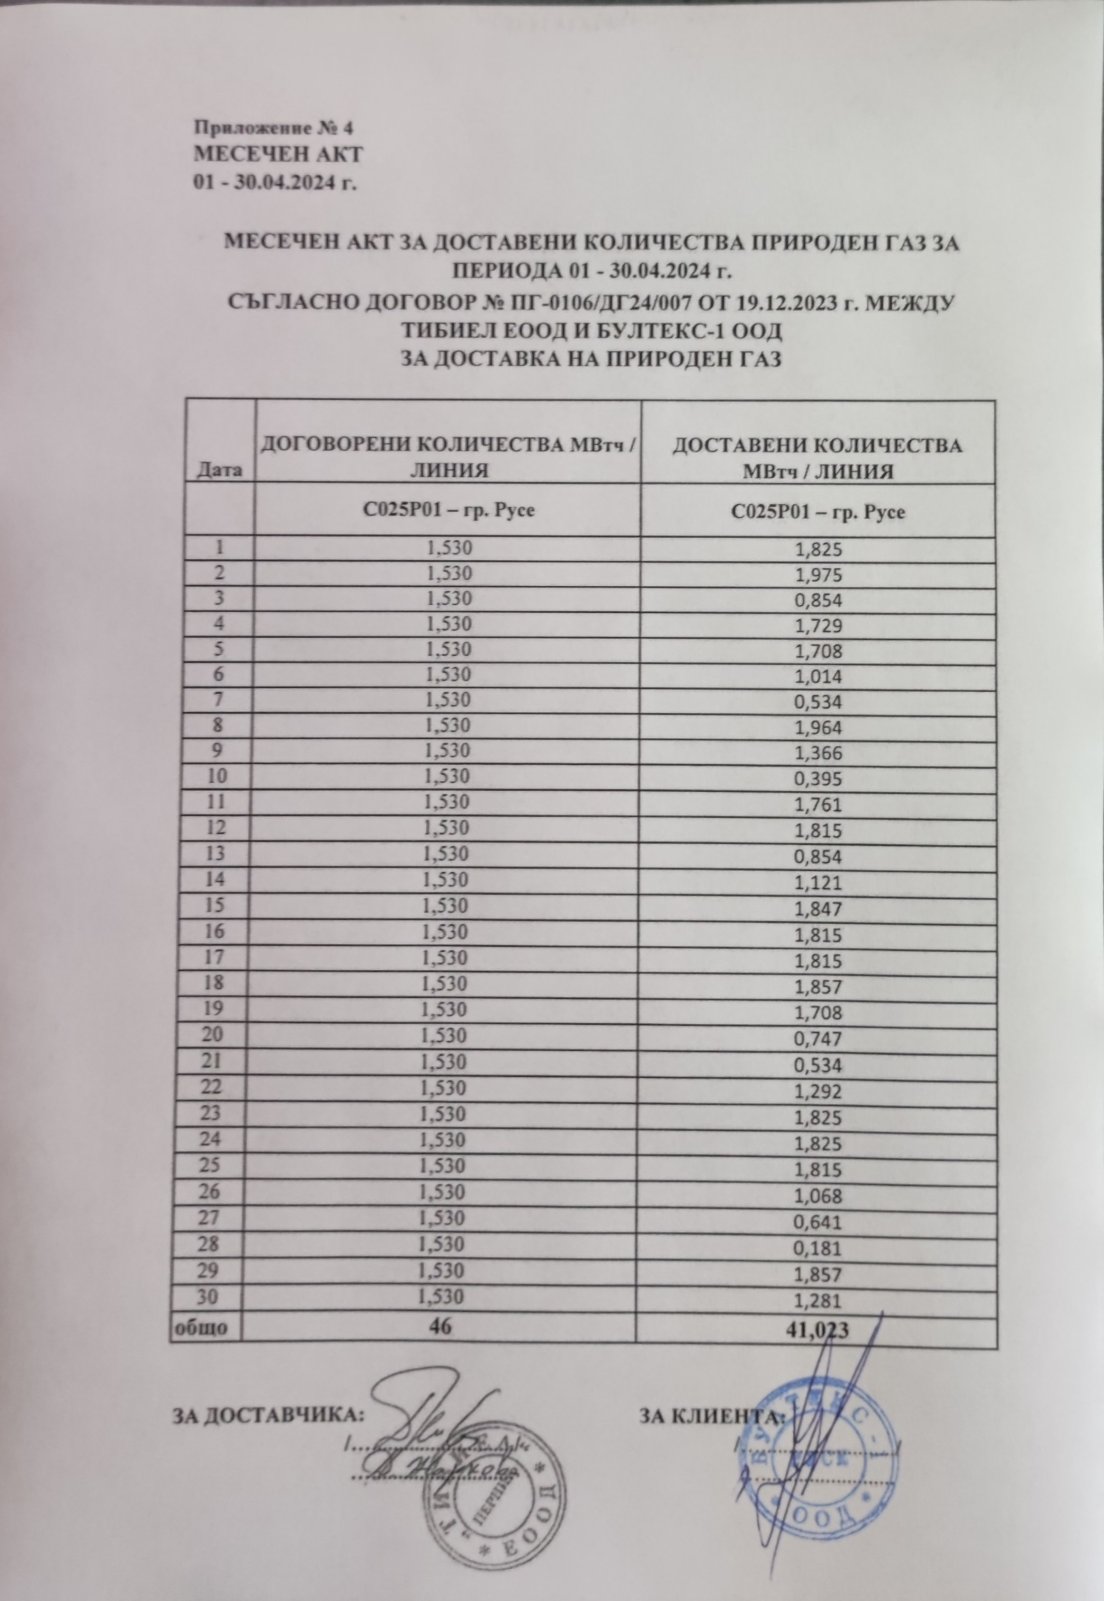 Приложение № 4
МЕСЕЧЕН АКТ
01 - 30.04.2024 г.
МЕСЕЧЕН АКТ ЗА ДОСТАВЕНИ КОЛИЧЕСТВА ПРИРОДЕН ГАЗ ЗА
ПЕРИОДА 01 - 30.04.2024 г.
СЪГЛАСНО ДОГОВОР № ПГ-0106/ДГ24/007 ОТ 19.12.2023 г. МЕЖДУ
ТИБИЕЛ ЕООД И БУЛТЕКС-1 ООД
ЗА ДОСТАВКА НА ПРИРОДЕН ГАЗ
Дата ДОГОВОРЕНИ КОЛИЧЕСТВА МВтч / ЛИНИЯ ДОСТАВЕНИ КОЛИЧЕСТВА МВтч / ЛИНИЯ
С025Р01 – гр. Русе С025Р01 – гр. Русе
1 1,530 1,825
2 1,530 1,975
3 1,530 0,854
4 1,530 1,729
5 1,530 1,708
6 1,530 1,014
7 1,530 0,534
8 1,530 1,964
9 1,530 1,366
10 1,530 0,395
11 1,530 1,761
12 1,530 1,815
13 1,530 0,854
14 1,530 1,121
15 1,530 1,847
16 1,530 1,815
17 1,530 1,815
18 1,530 1,857
19 1,530 1,708
20 1,530 0,747
21 1,530 0,534
22 1,530 1,292
23 1,530 1,825
24 1,530 1,825
25 1,530 1,815
26 1,530 1,068
27 1,530 0,641
28 1,530 0,181
29 1,530 1,857
30 1,530 1,281
общо 46 41,023
ЗА ДОСТАВЧИКА: ЗА КЛИЕНТА:
ЕООД
ПЕРНИК
БУЛТЕКС-1
ООД